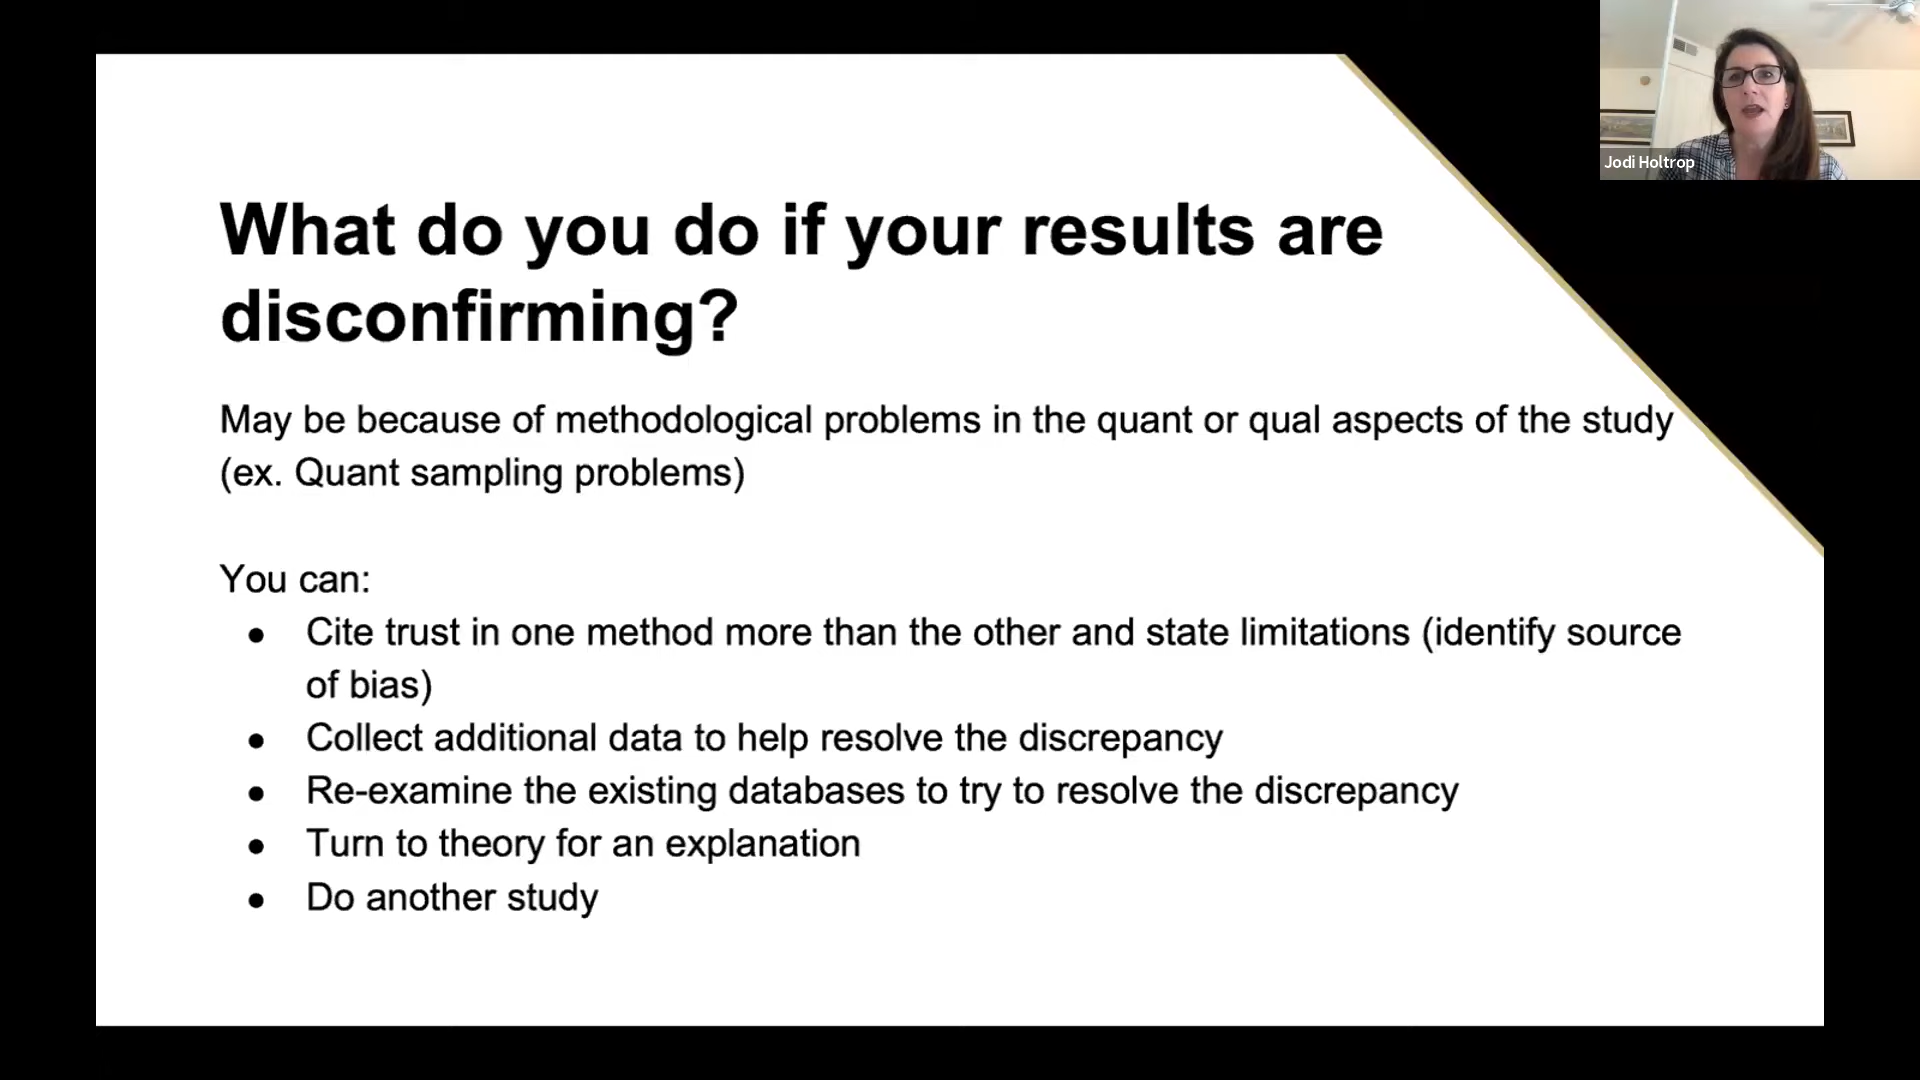 Jodi Holtrop
What do you do if your results are
disconfirming?
May be because of methodological problems in the quant or qual aspects of the study
(ex. Quant sampling problems)
You can:
● Cite trust in one method more than the other and state limitations (identify source
of bias)
● Collect additional data to help resolve the discrepancy
● Re-examine the existing databases to try to resolve the discrepancy
● Turn to theory for an explanation
● Do another study